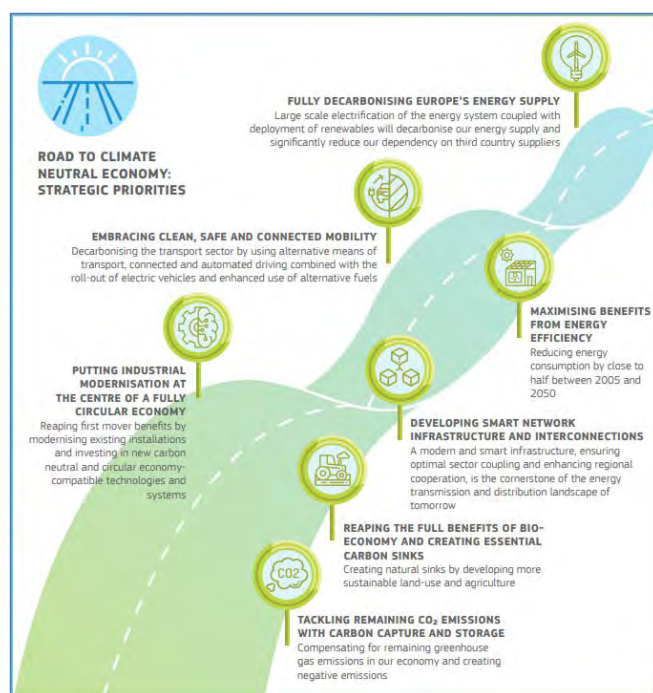 FULLY DECARBONISING EUROPE'S ENERGY SUPPLY
Large scale electrification of the energy system coupled with
deployment of renewables will decarbonise our energy supply and
significantly reduce our dependency on third country suppliers
ROAD TO CLIMATE
NEUTRAL ECONOMY:
STRATEGIC PRIORITIES
EMBRACING CLEAN, SAFE AND CONNECTED MOBILITY
Decarbonising the transport sector by using alternative means of
transport, connected and automated driving combined with the
roll-out of electric vehicles and enhanced use of alternative fuels
MAXIMISING BENEFITS
FROM ENERGY
EFFICIENCY
Reducing energy
consumption by close to
half between 2005 and
2050
PUTTING INDUSTRIAL
MODERNISATION AT
THE CENTRE OF A FULLY
CIRCULAR ECONOMY
Reaping first mover benefits by
modernising existing installations
and investing in new carbon
neutral and circular economy-
compatible technologies and
systems
DEVELOPING SMART NETWORK
INFRASTRUCTURE AND INTERCONNECTIONS
A modern and smart infrastructure, ensuring
optimal sector coupling and enhancing regional
cooperation, is the cornerstone of the energy
transmission and distribution landscape of
tomorrow
REAPING THE FULL BENEFITS OF BIO-
ECONOMY AND CREATING ESSENTIAL
CARBON SINKS
Creating natural sinks by developing more
sustainable land-use and agriculture
CO2
TACKLING REMAINING CO₂ EMISSIONS
WITH CARBON CAPTURE AND STORAGE
Compensating for remaining greenhouse
gas emissions in our economy and creating
negative emissions